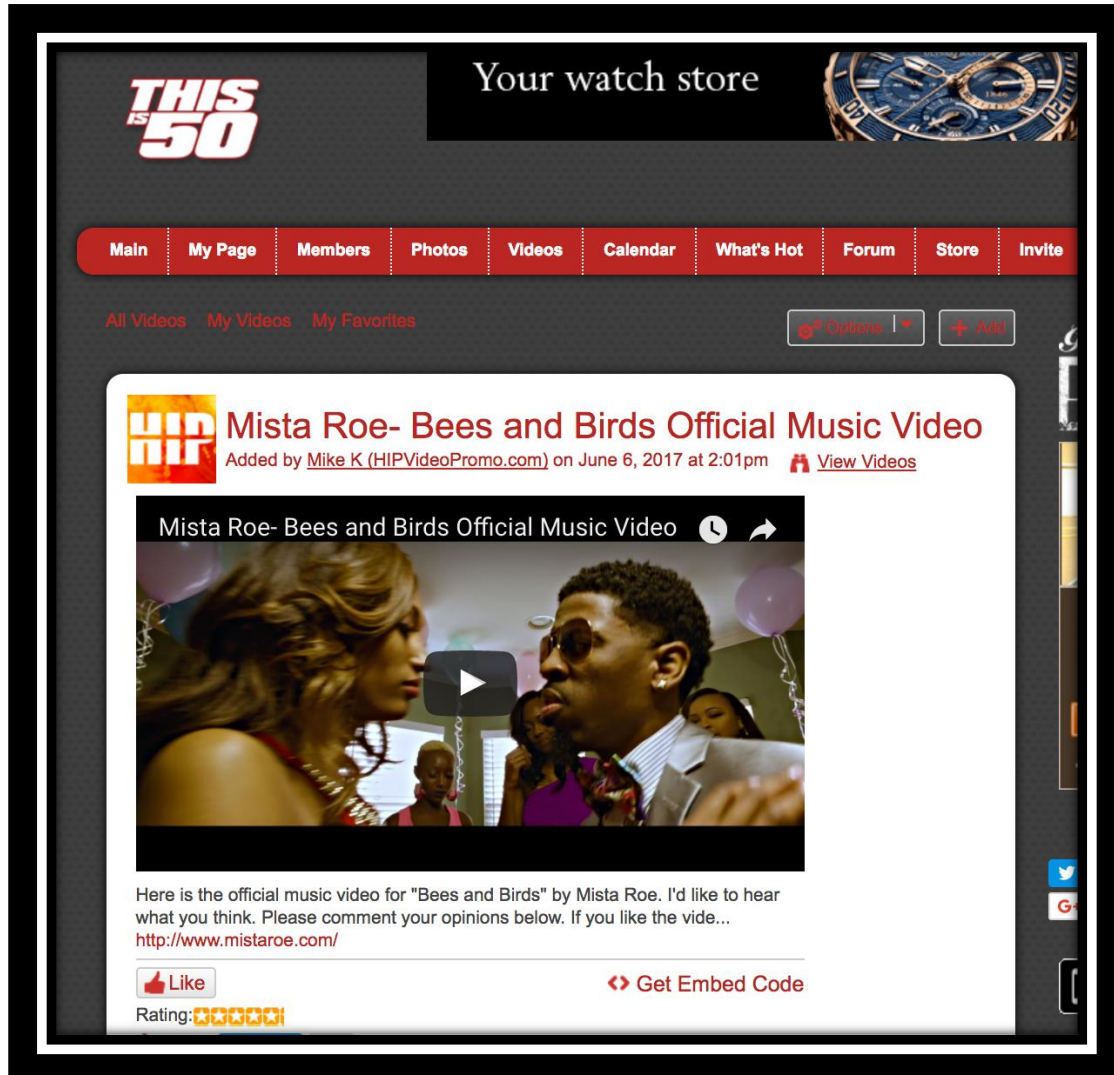 Your watch store
THIS
IS
50
Main My Page Members Photos Videos Calendar What's Hot Forum Store Invite
All Videos My Videos My Favorites
Options Add
HIP
HIP
Mista Roe- Bees and Birds Official Music Video
Added by Mike K (HIPVideoPromo.com) on June 6, 2017 at 2:01pm View Videos
Mista Roe- Bees and Birds Official Music Video
Here is the official music video for "Bees and Birds" by Mista Roe. I'd like to hear
what you think. Please comment your opinions below. If you like the vide...
http://www.mistaroe.com/
Like
Get Embed Code
Rating:
G+